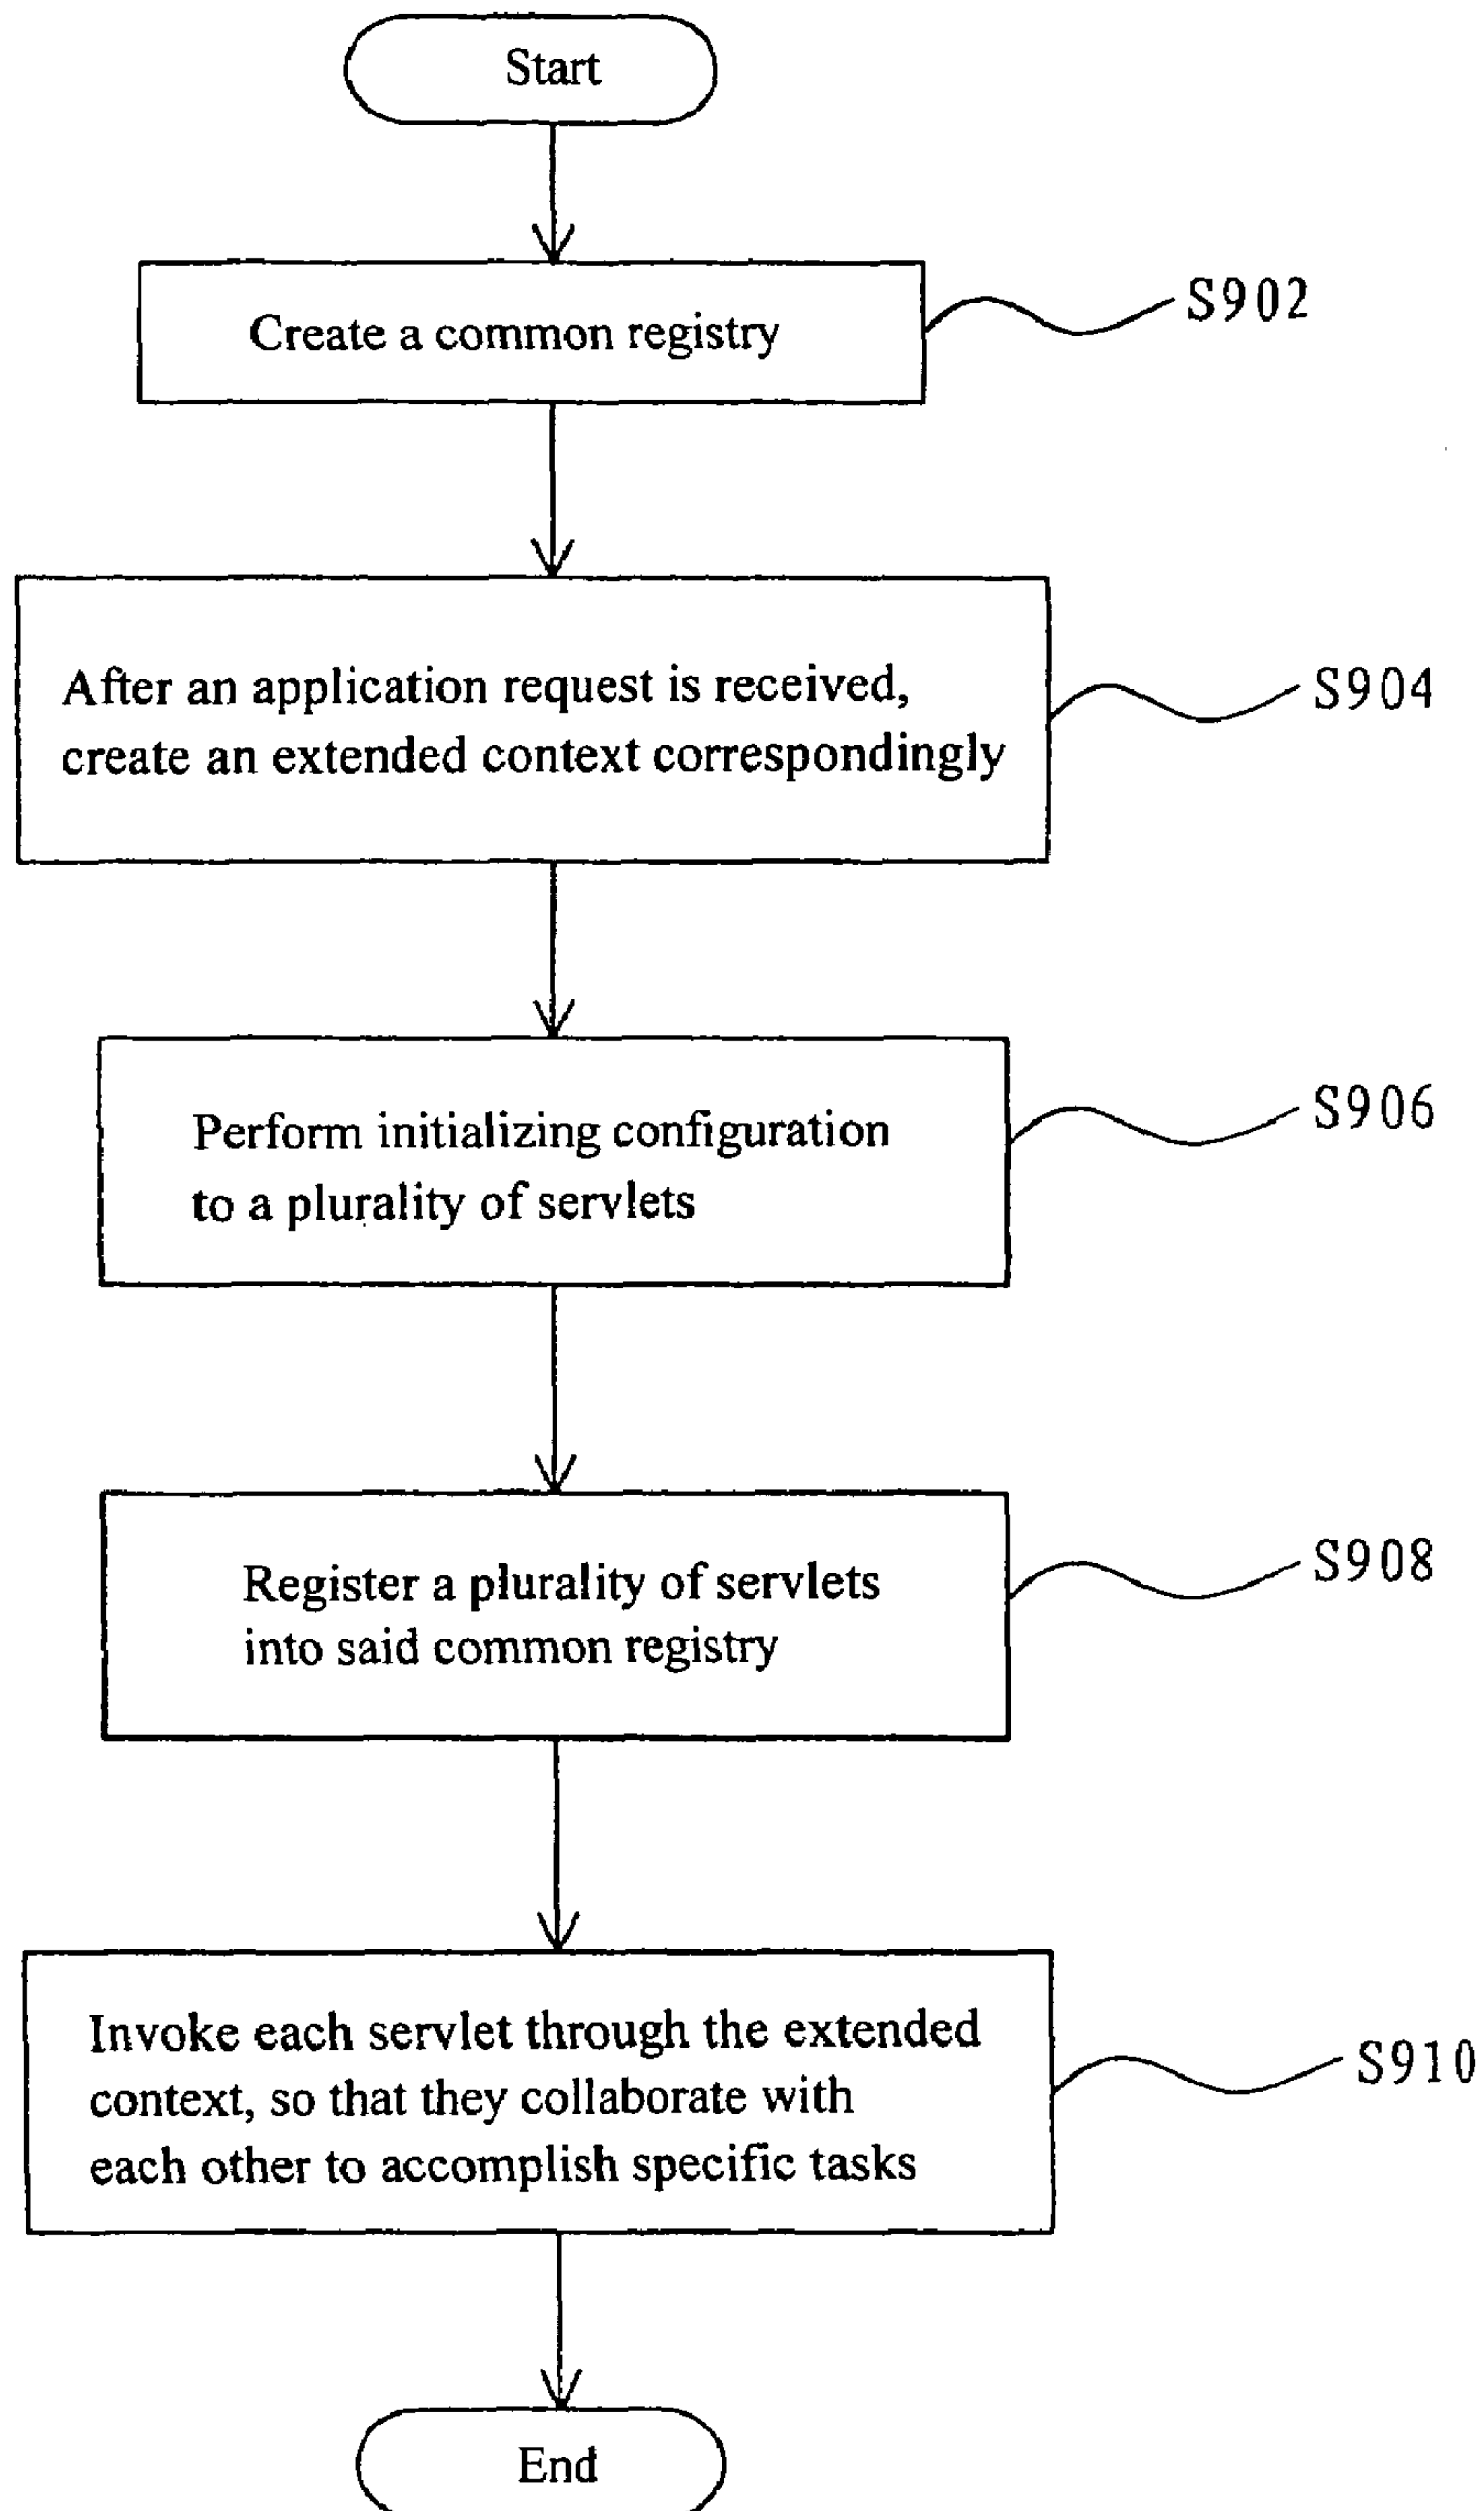 Start
Create a common registry
S902
After an application request is received,
create an extended context correspondingly
S904
Perform initializing configuration
to a plurality of servlets
S906
Register a plurality of servlets
into said common registry
S908
Invoke each servlet through the extended
context, so that they collaborate with
each other to accomplish specific tasks
S910
End